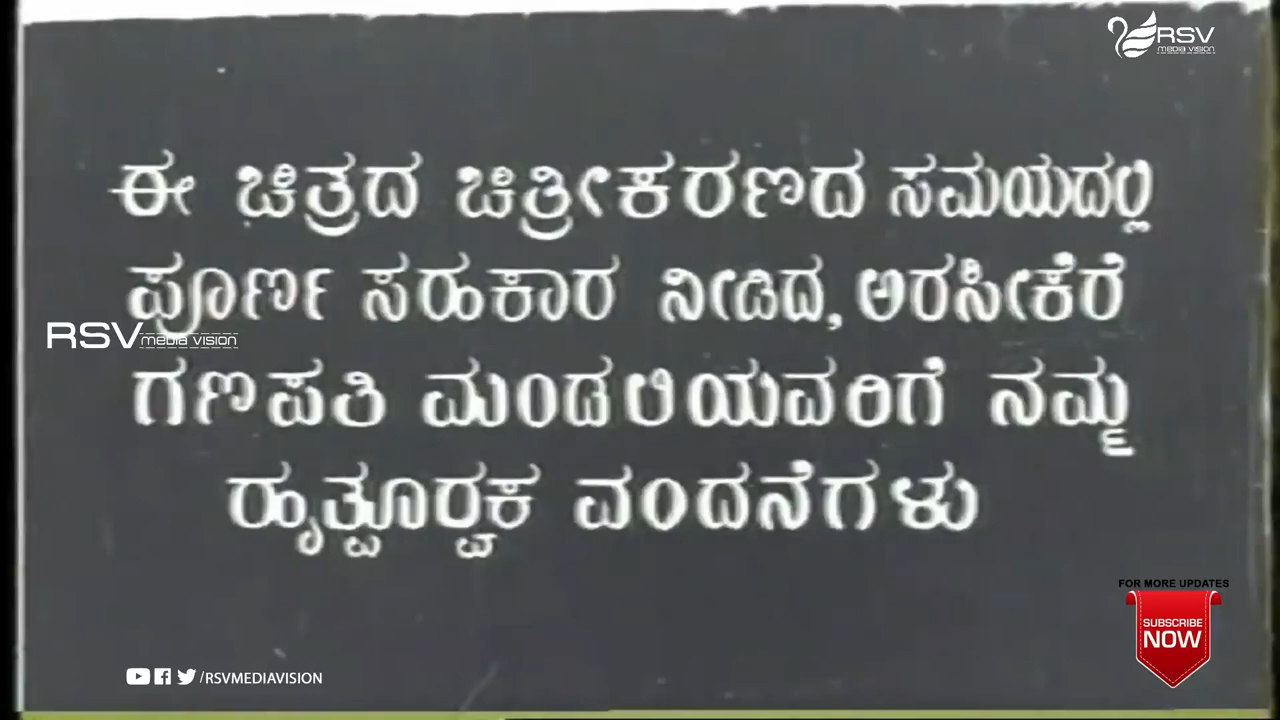 RSV
media vision
ಈ ಚಿತ್ರದ ಚಿತ್ರೀಕರಣದ ಸಮಯದಲ್ಲಿ
ಪೂರ್ಣ ಸಹಕಾರ ನೀಡಿದ, ಅರಸೀಕೆರೆ
RSV media vision
ಗಣಪತಿ ಮಂಡಲಿಯವರಿಗೆ ನಮ್ಮ
ಹೃತ್ಪೂರ್ವಕ ವಂದನೆಗಳು
FOR MORE UPDATES
SUBSCRIBE
NOW
/RSVMEDIAVISION